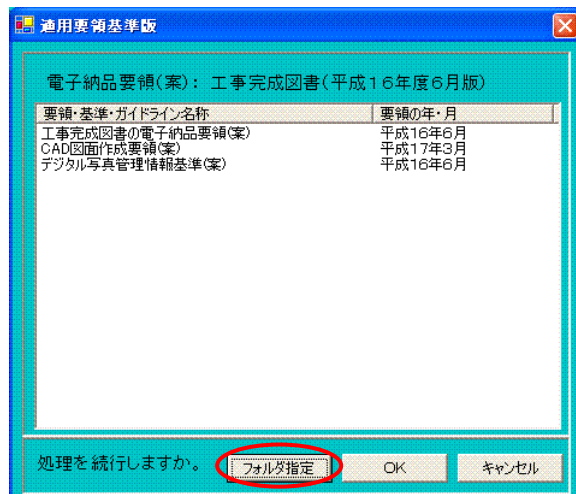 適用要領基準版
電子納品要領(案)：工事完成図書(平成１６年度６月版)
要領・基準・ガイドライン名称 要領の年・月
工事完成図書の電子納品要領(案) 平成16年6月
CAD図面作成要領(案) 平成17年3月
デジタル写真管理情報基準(案) 平成16年6月
処理を続行しますか。 フォルダ指定 OK キャンセル